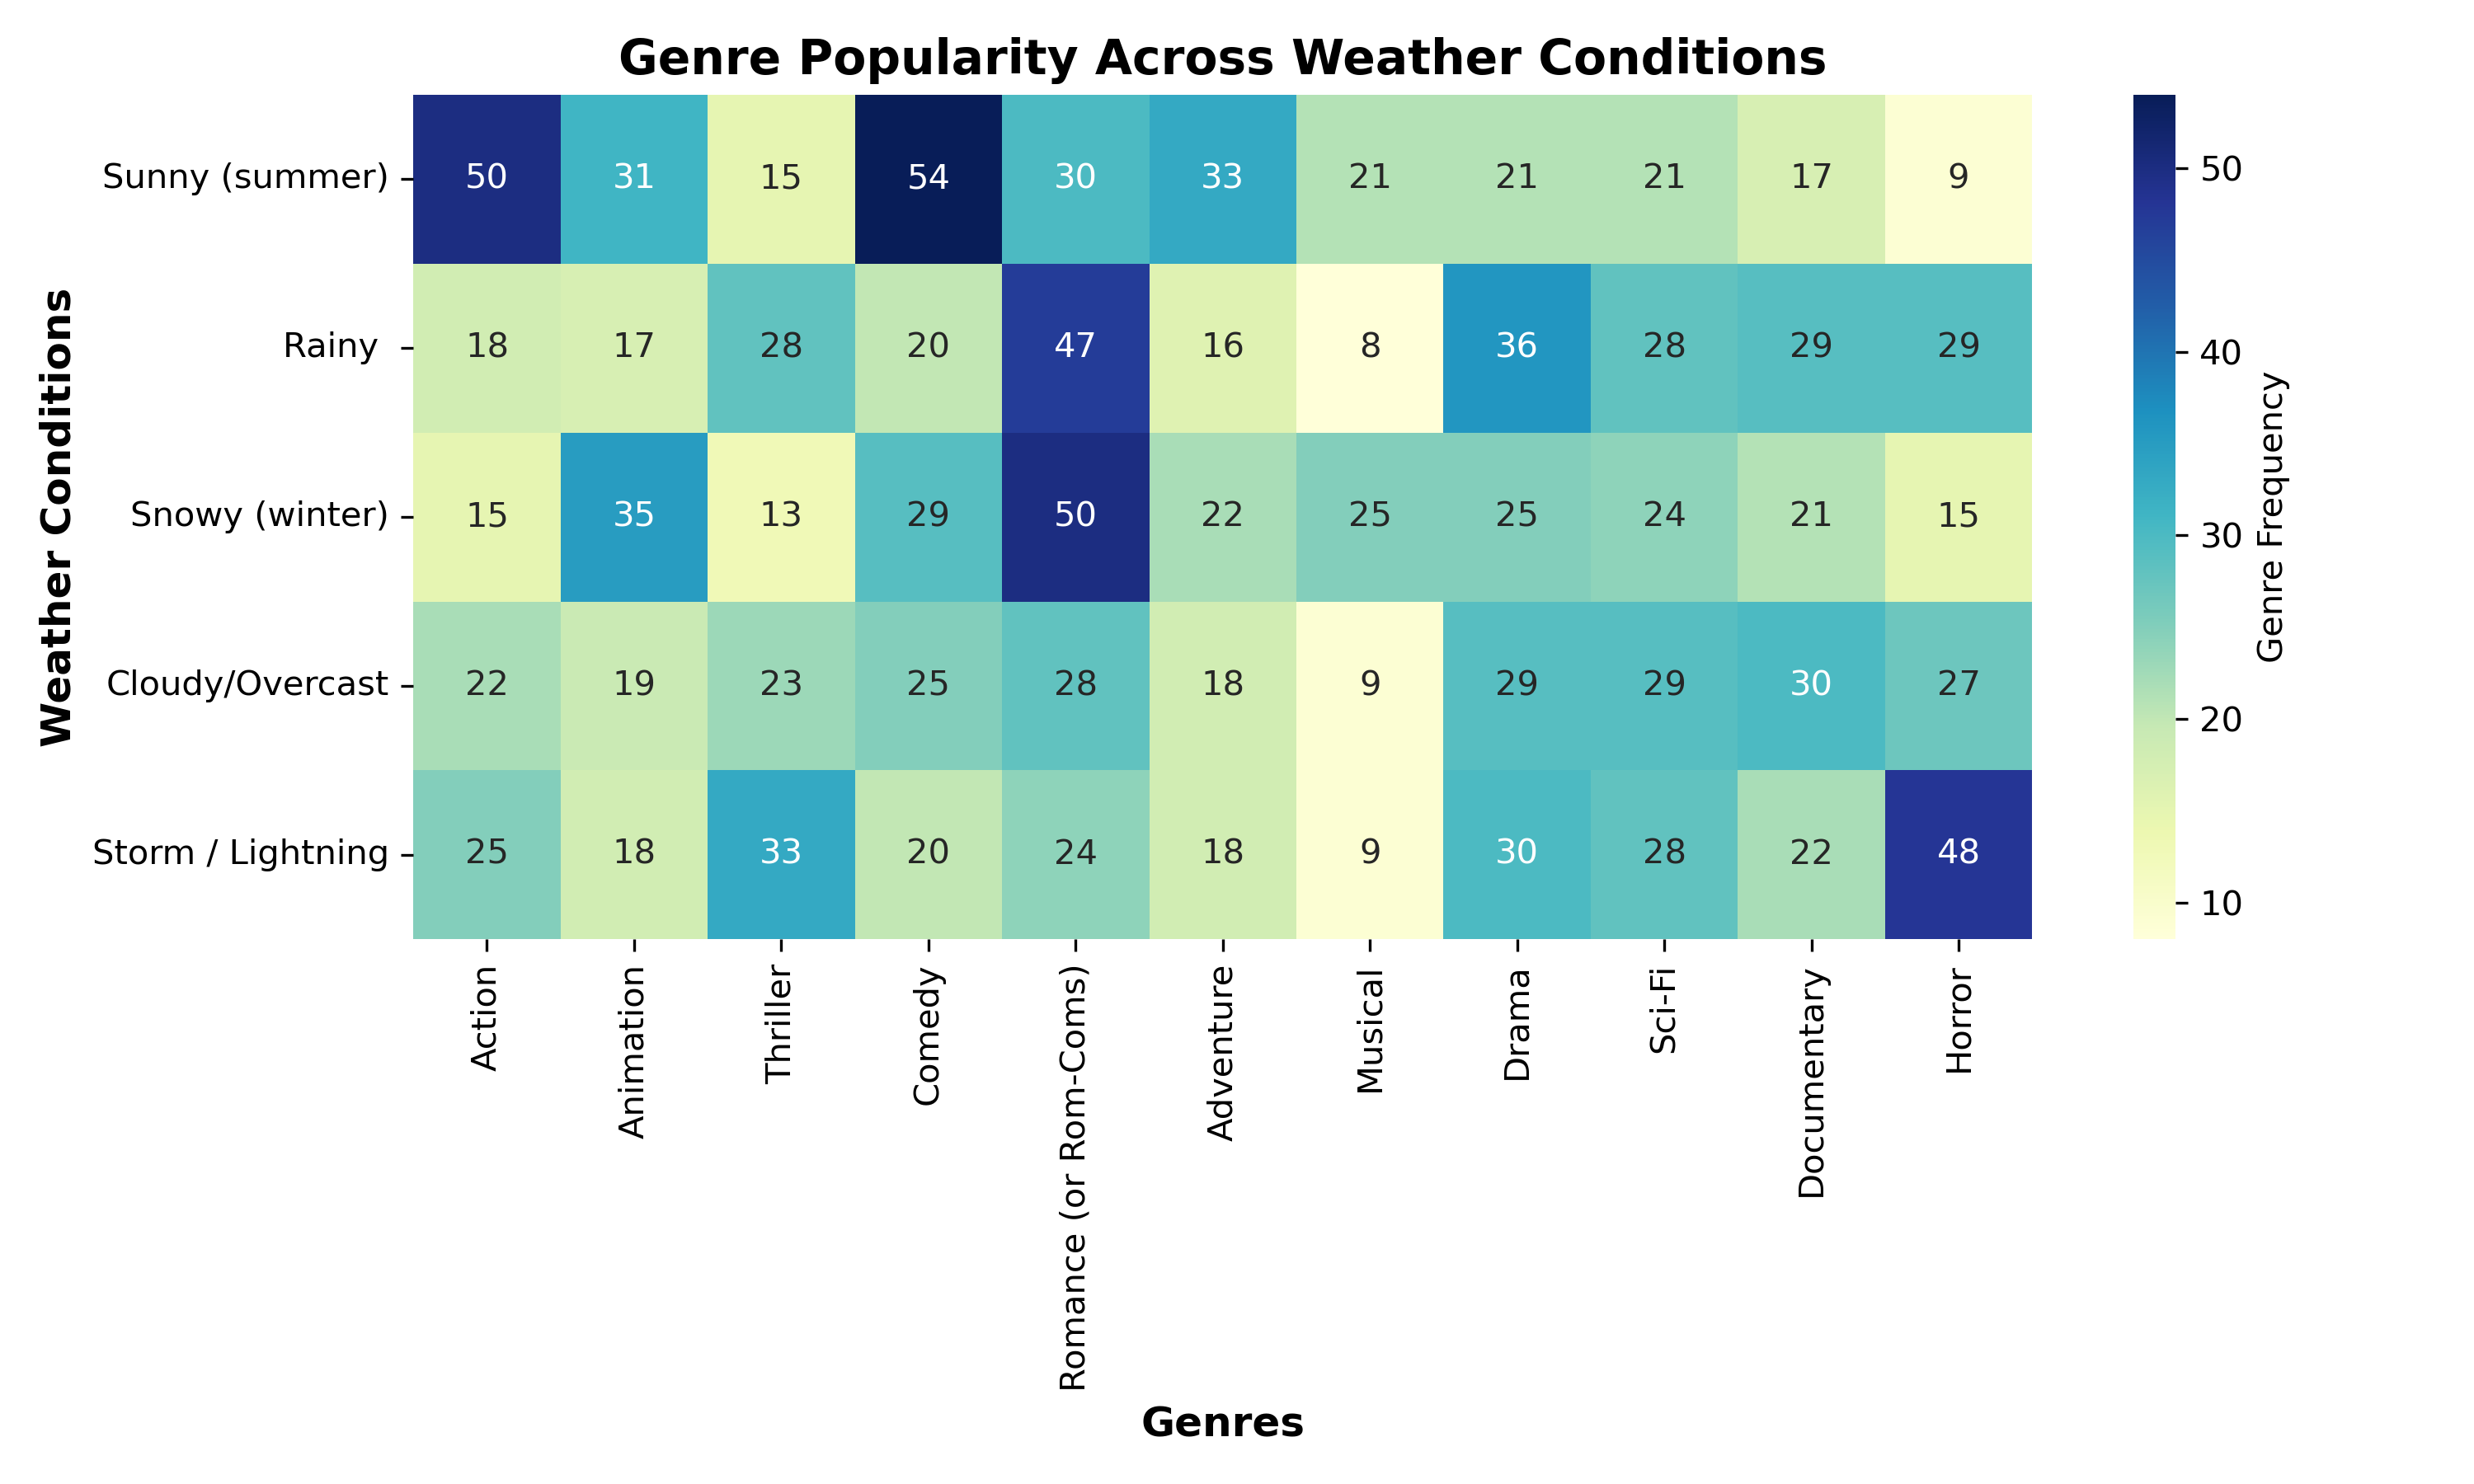 Genre Popularity Across Weather Conditions
Weather Conditions
Sunny (summer) 50 31 15 54 30 33 21 21 21 17 9
Rainy 18 17 28 20 47 16 8 36 28 29 29
Snowy (winter) 15 35 13 29 50 22 25 25 24 21 15
Cloudy/Overcast 22 19 23 25 28 18 9 29 29 30 27
Storm / Lightning 25 18 33 20 24 18 9 30 28 22 48
Action
Animation
Thriller
Comedy
Romance (or Rom-Coms)
Adventure
Musical
Drama
Sci-Fi
Documentary
Horror
Genres
50
40
30
20
10
Genre Frequency